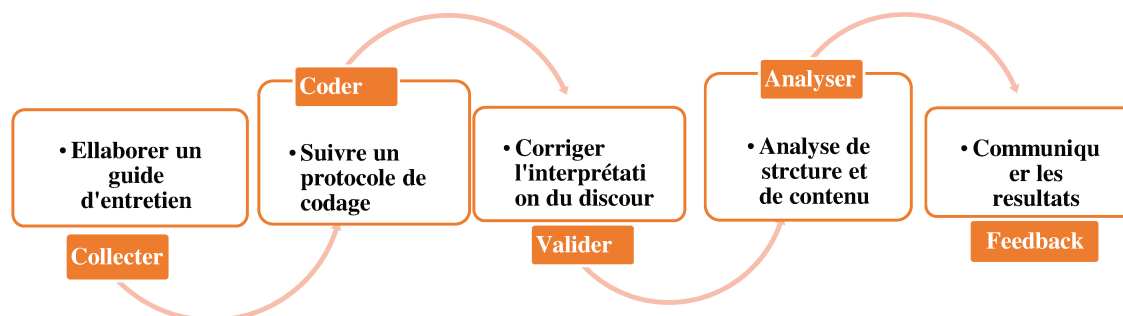 Collecter
• Ellaborer un
guide
d'entretien
Coder
• Suivre un
protocole de
codage
Valider
• Corriger
l'interprétati
on du discour
Analyser
• Analyse de
strcture et
de contenu
Feedback
• Communiqu
er les
resultats